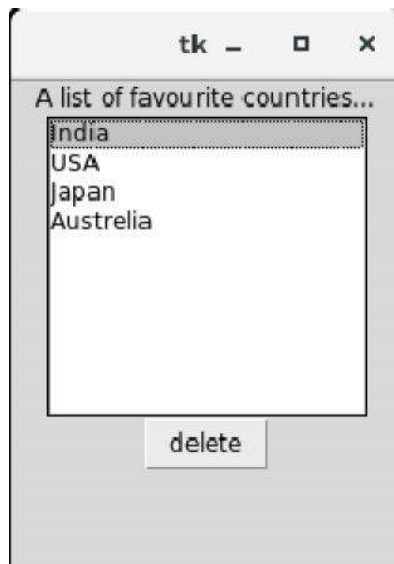 tk
A list of favourite countries...
India
USA
Japan
Austrelia
delete